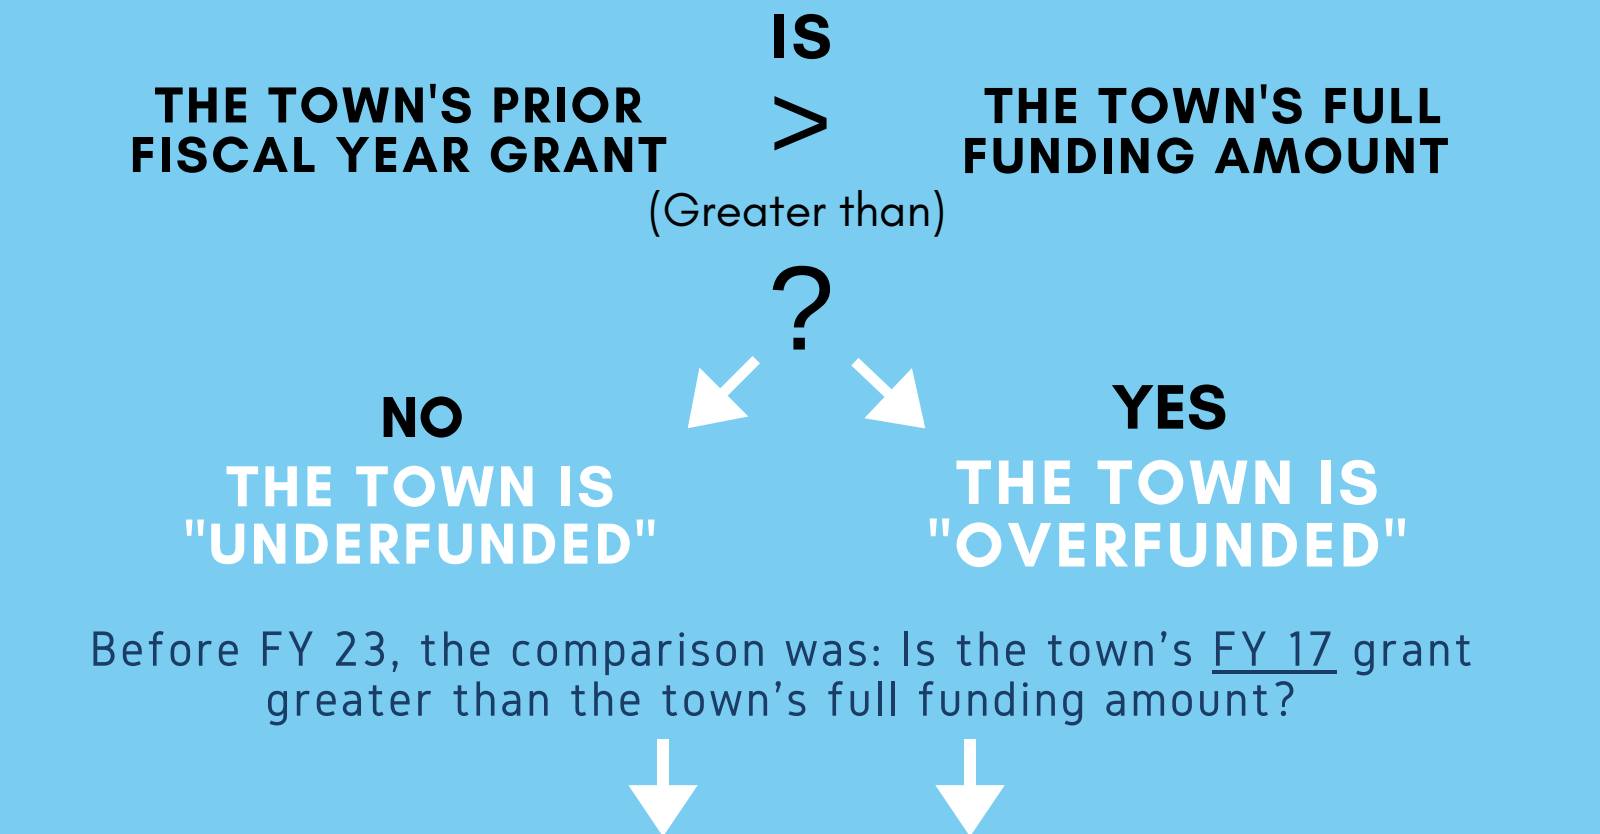 IS
THE TOWN'S PRIOR
FISCAL YEAR GRANT
>
(Greater than)
THE TOWN'S FULL
FUNDING AMOUNT
?
NO
THE TOWN IS
"UNDERFUNDED"
YES
THE TOWN IS
"OVERFUNDED"
Before FY 23, the comparison was: Is the town’s FY 17 grant
greater than the town’s full funding amount?